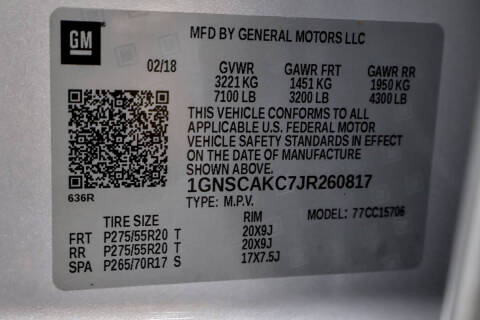 GM
MFD BY GENERAL MOTORS LLC
02/18 GVWR GAWR FRT GAWR RR
3221 KG 1451 KG 1950 KG
7100 LB 3200 LB 4300 LB
THIS VEHICLE CONFORMS TO ALL
APPLICABLE U.S. FEDERAL MOTOR
VEHICLE SAFETY STANDARDS IN EFFECT
ON THE DATE OF MANUFACTURE
SHOWN ABOVE.
1GNSCAKC7JR260817
636R
TYPE: M.P.V. MODEL: 77CC15706
TIRE SIZE RIM
FRT P275/55R20 T 20X9J
RR P275/55R20 T 20X9J
SPA P265/70R17 S 17X7.5J